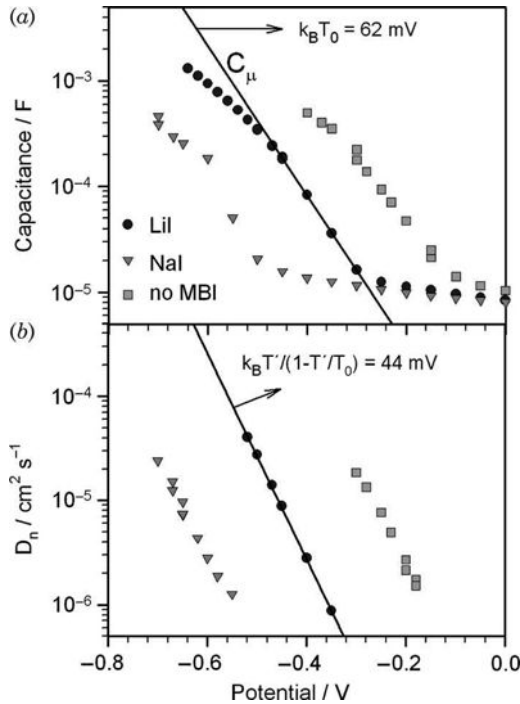 (a)
k_BT_0 = 62 mV
C_μ
10⁻³
10⁻⁴
10⁻⁵
Capacitance / F
LiI
NaI
no MBI
(b)
k_BT´/(1-T´/T_0) = 44 mV
10⁻⁴
10⁻⁵
10⁻⁶
D_n / cm² s⁻¹
−0.8 −0.6 −0.4 −0.2 0.0
Potential / V